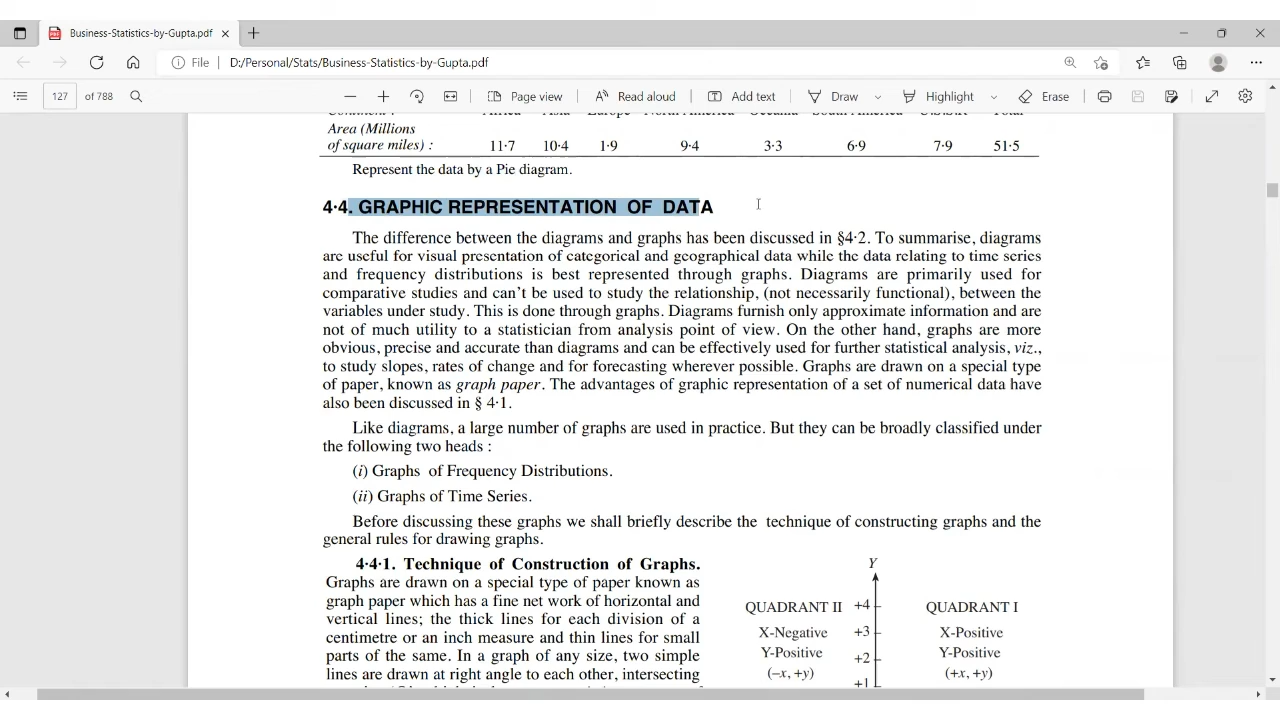 Business-Statistics-by-Gupta.pdf
File | D:/Personal/Stats/Business-Statistics-by-Gupta.pdf
127 of 788 Page view Read aloud Add text Draw Highlight Erase
Area (Millions
of square miles) : 11·7 10·4 1·9 9·4 3·3 6·9 7·9 51·5
Represent the data by a Pie diagram.
4·4. GRAPHIC REPRESENTATION OF DATA
The difference between the diagrams and graphs has been discussed in §4·2. To summarise, diagrams
are useful for visual presentation of categorical and geographical data while the data relating to time series
and frequency distributions is best represented through graphs. Diagrams are primarily used for
comparative studies and can't be used to study the relationship, (not necessarily functional), between the
variables under study. This is done through graphs. Diagrams furnish only approximate information and are
not of much utility to a statistician from analysis point of view. On the other hand, graphs are more
obvious, precise and accurate than diagrams and can be effectively used for further statistical analysis, viz.,
to study slopes, rates of change and for forecasting wherever possible. Graphs are drawn on a special type
of paper, known as graph paper. The advantages of graphic representation of a set of numerical data have
also been discussed in § 4·1.
Like diagrams, a large number of graphs are used in practice. But they can be broadly classified under
the following two heads :
(i) Graphs of Frequency Distributions.
(ii) Graphs of Time Series.
Before discussing these graphs we shall briefly describe the technique of constructing graphs and the
general rules for drawing graphs.
4·4·1. Technique of Construction of Graphs.
Graphs are drawn on a special type of paper known as
graph paper which has a fine net work of horizontal and
vertical lines; the thick lines for each division of a
centimetre or an inch measure and thin lines for small
parts of the same. In a graph of any size, two simple
lines are drawn at right angle to each other, intersecting
Y
QUADRANT II +4 QUADRANT I
X-Negative +3 X-Positive
Y-Positive +2 Y-Positive
(–x, +y) +1 (+x, +y)